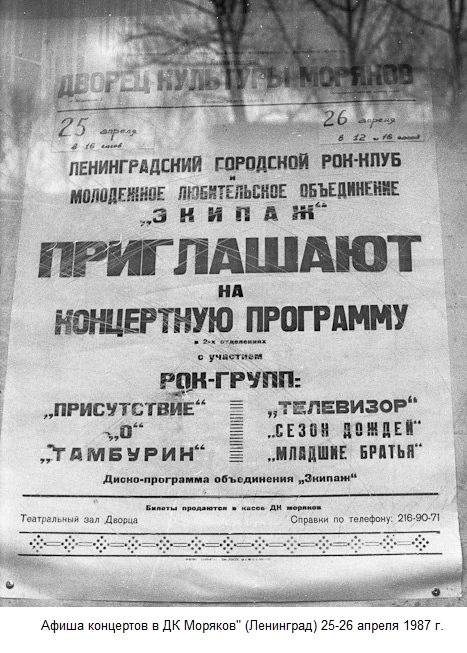 ДВОРЕЦ КУЛЬТУРЫ МОРЯКОВ
25 апреля
в 16 часов
26 апреля
в 12 и 16 часов
ЛЕНИНГРАДСКИЙ ГОРОДСКОЙ РОК-КЛУБ
и
МОЛОДЕЖНОЕ ЛЮБИТЕЛЬСКОЕ ОБЪЕДИНЕНИЕ
„ЭКИПАЖ“
ПРИГЛАШАЮТ
НА
КОНЦЕРТНУЮ ПРОГРАММУ
в 2-х отделениях
с участием
РОК-ГРУПП:
„ПРИСУТСТВИЕ“ „ТЕЛЕВИЗОР“
„О“ „СЕЗОН ДОЖДЕЙ“
„ТАМБУРИН“ „МЛАДШИЕ БРАТЬЯ“
Диско-программа объединения „Экипаж“
Билеты продаются в кассе ДК моряков
Театральный зал Дворца Справки по телефону: 216-90-71
Афиша концертов в ДК Моряков" (Ленинград) 25-26 апреля 1987 г.